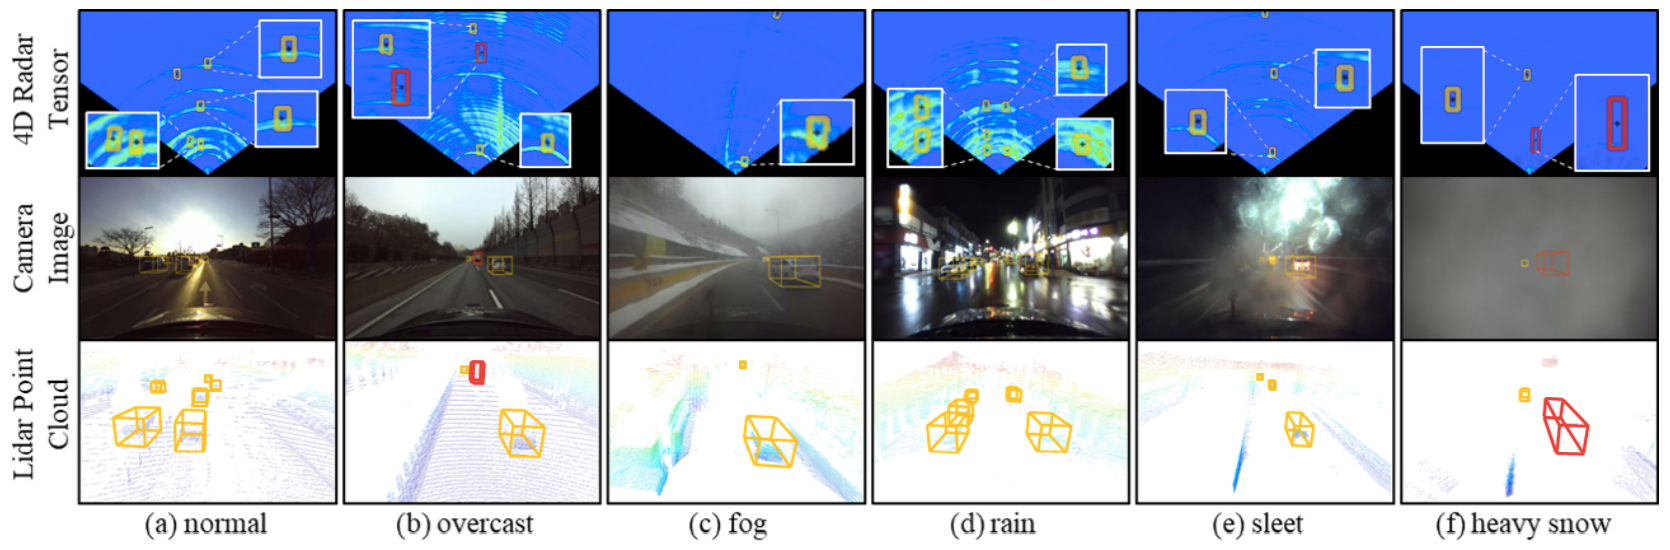 4D Radar
Tensor
Camera
Image
Lidar Point
Cloud
(a) normal
(b) overcast
(c) fog
(d) rain
(e) sleet
(f) heavy snow